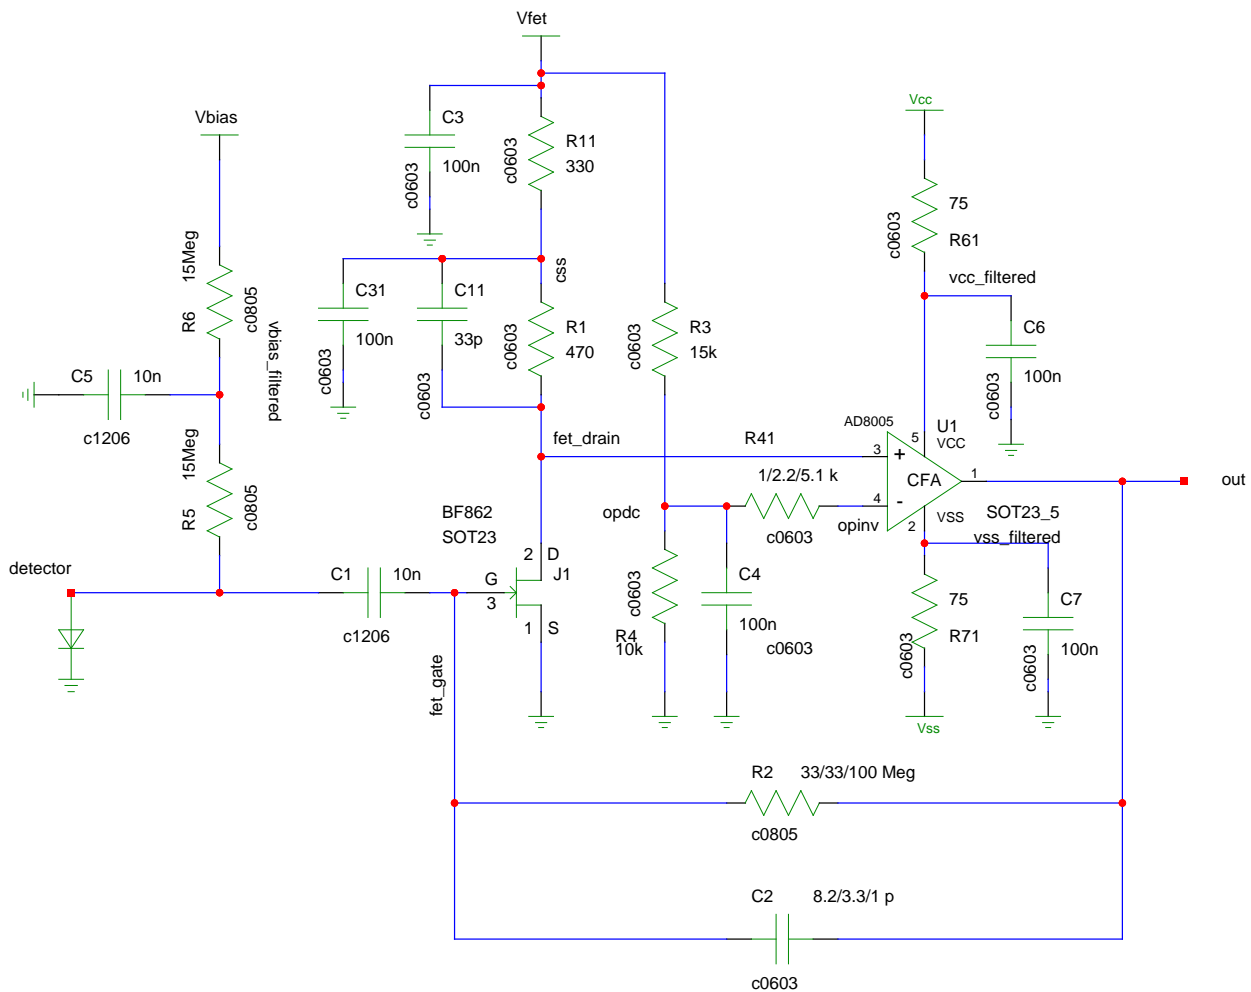 Vfet
Vcc
Vbias
C3
100n
c0603
R11
330
c0603
75
R61
c0603
15Meg
R6
c0805
vbias_filtered
css
vcc_filtered
C31
100n
c0603
C11
33p
c0603
R1
470
c0603
R3
15k
c0603
C6
100n
c0603
C5
10n
c1206
15Meg
R5
c0805
fet_drain
R41
1/2.2/5.1 k
c0603
AD8005
U1
VCC
5
3
+
CFA
1
4
-
2
VSS
SOT23_5
out
opdc
opinv
vss_filtered
BF862
SOT23
2 D
G
J1
3
1 S
detector
C1
10n
c1206
fet_gate
c0603
R4
10k
C4
100n
c0603
75
R71
c0603
C7
100n
c0603
Vss
R2 33/33/100 Meg
c0805
C2 8.2/3.3/1 p
c0603